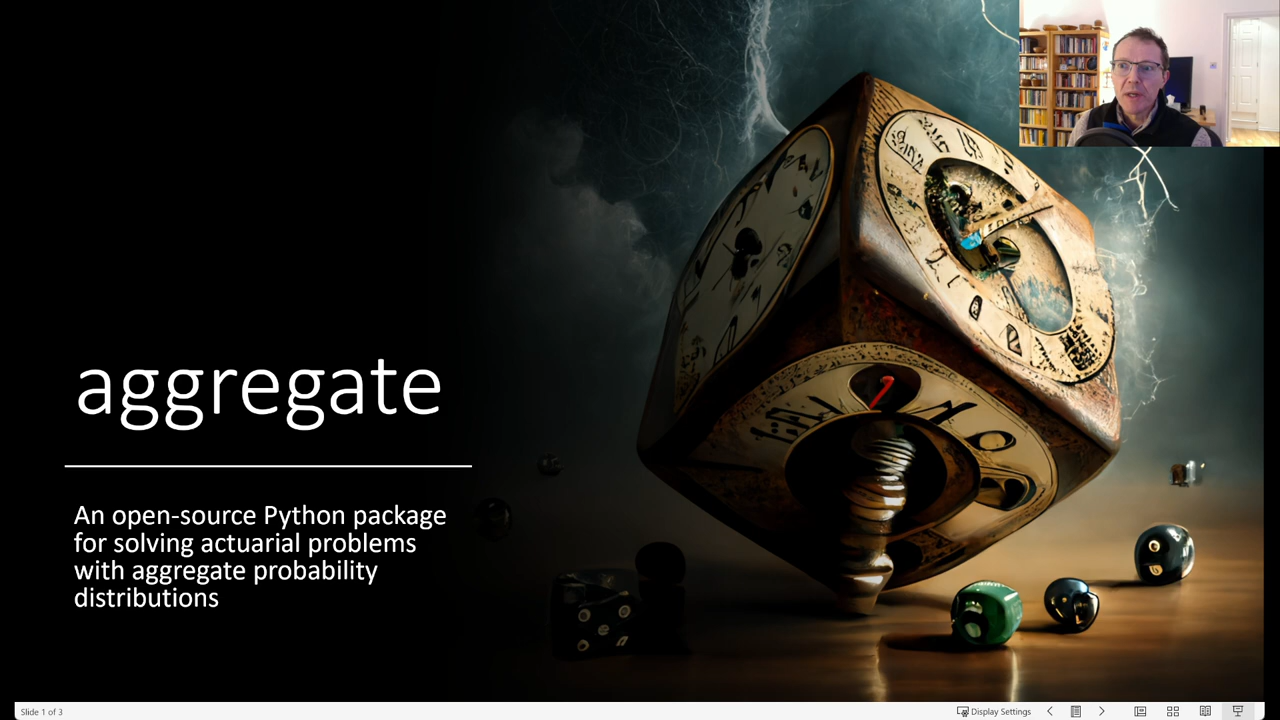 aggregate
An open-source Python package
for solving actuarial problems
with aggregate probability
distributions
Slide 1 of 3
Display Settings